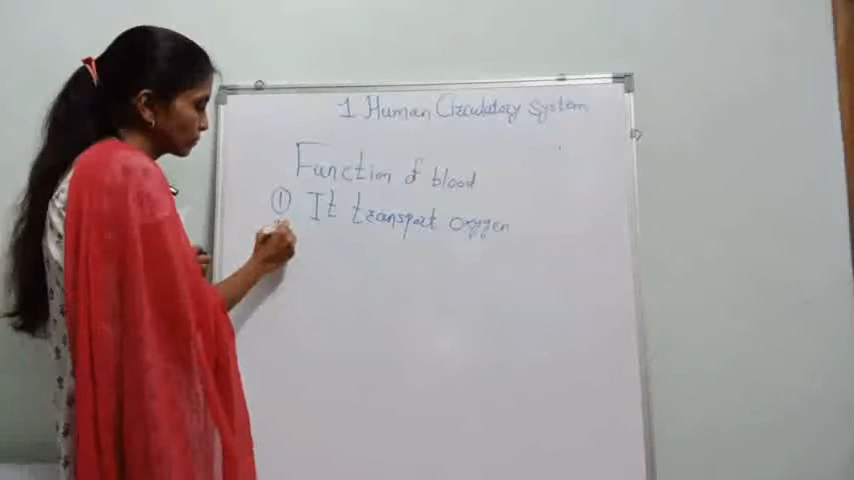 1 Human Circulatory System
Function of blood
① It transport oxygen